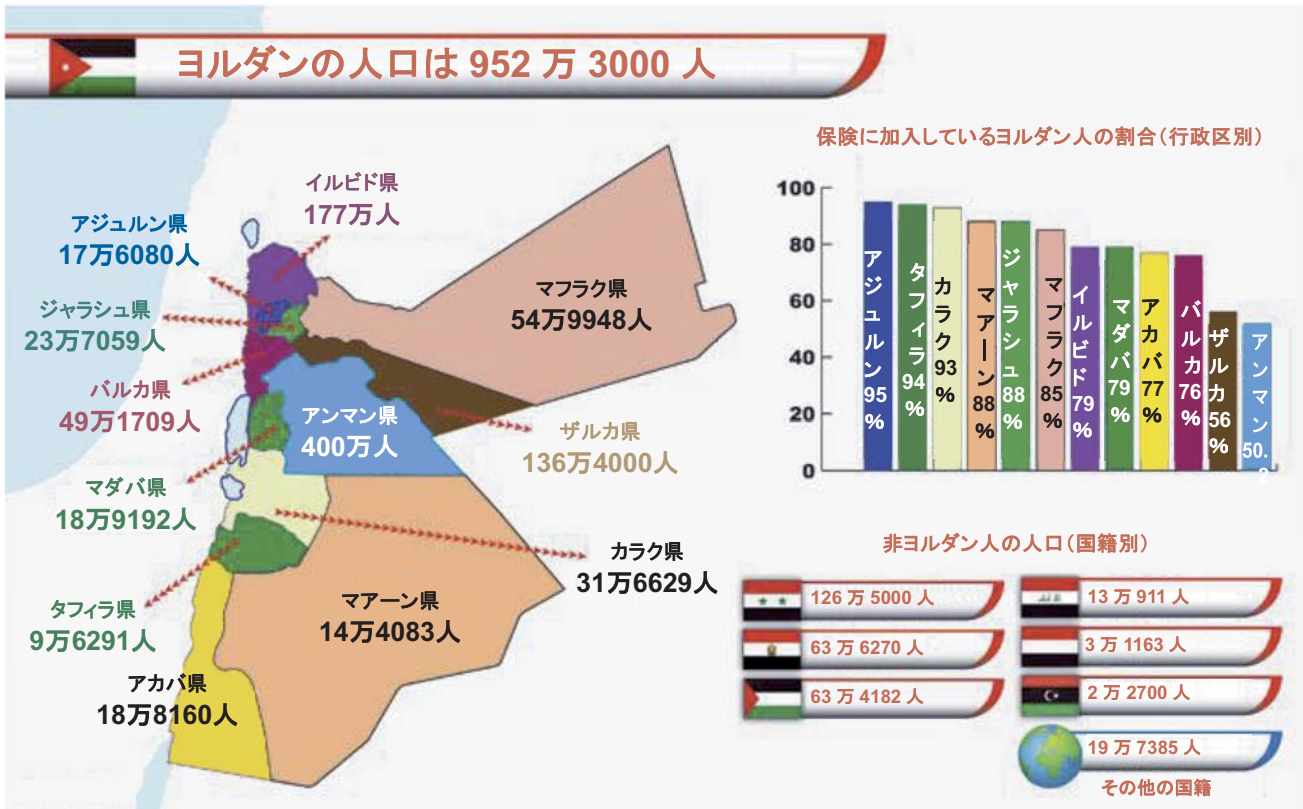 ヨルダンの人口は 952 万 3000 人
イルビド県
177万人
アジュルン県
17万6080人
ジャラシュ県
23万7059人
バルカ県
49万1709人
マダバ県
18万9192人
タフィラ県
9万6291人
アカバ県
18万8160人
マフラク県
54万9948人
アンマン県
400万人
ザルカ県
136万4000人
カラク県
31万6629人
マアーン県
14万4083人
保険に加入しているヨルダン人の割合（行政区別）
100
80
60
40
20
0
アジュルン95%
タフィラ94%
カラク93%
マアーン88%
ジャラシュ88%
マフラク85%
イルビド79%
マダバ79%
アカバ77%
バルカ76%
ザルカ56%
アンマン50.2
非ヨルダン人の人口（国籍別）
126 万 5000 人
63 万 6270 人
63 万 4182 人
13 万 911 人
3 万 1163 人
2 万 2700 人
19 万 7385 人
その他の国籍